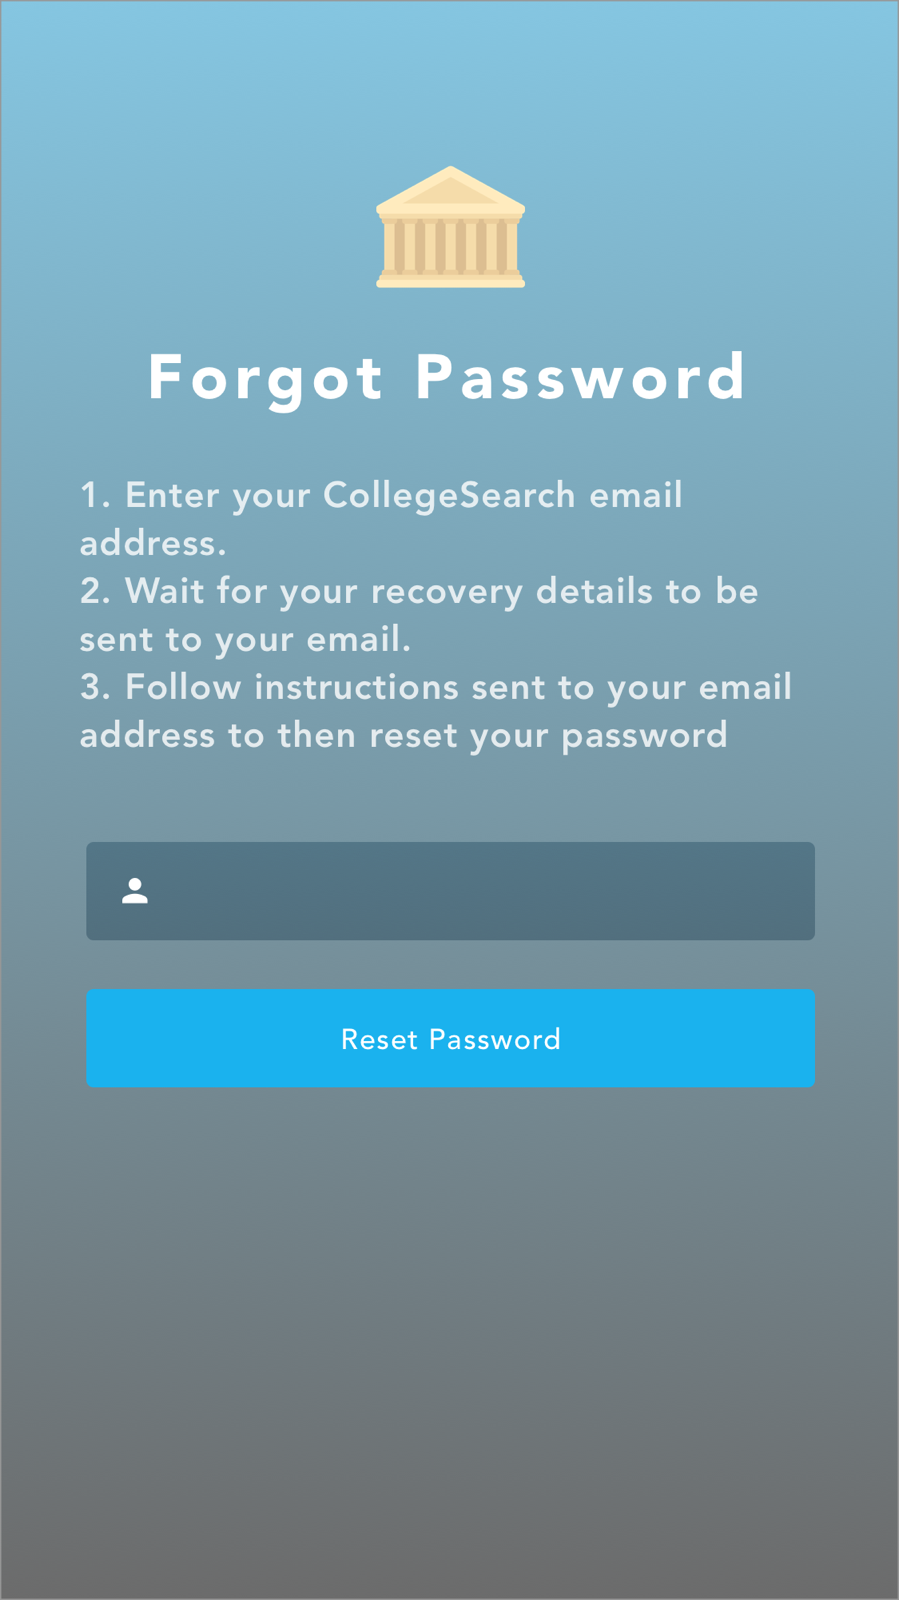 Forgot Password
1. Enter your CollegeSearch email
address.
2. Wait for your recovery details to be
sent to your email.
3. Follow instructions sent to your email
address to then reset your password
Reset Password